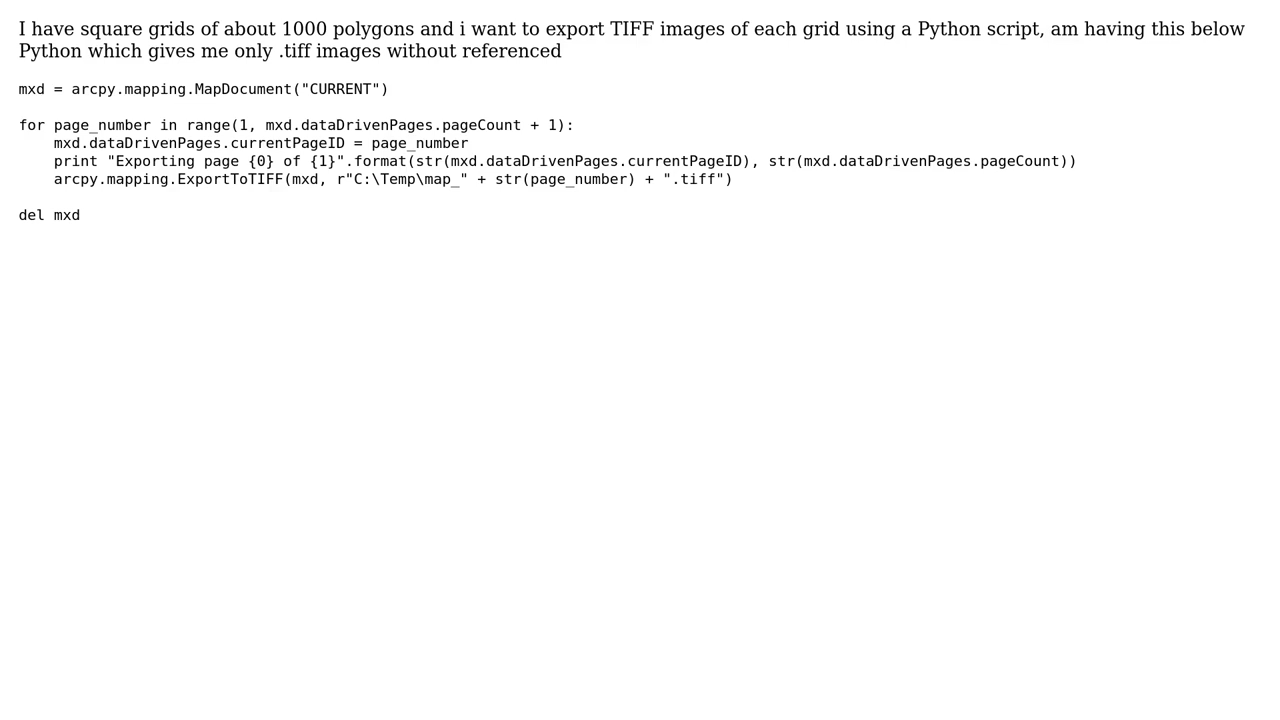 I have square grids of about 1000 polygons and i want to export TIFF images of each grid using a Python script, am having this below
Python which gives me only .tiff images without referenced
mxd = arcpy.mapping.MapDocument("CURRENT")
for page_number in range(1, mxd.dataDrivenPages.pageCount + 1):
    mxd.dataDrivenPages.currentPageID = page_number
    print "Exporting page {0} of {1}".format(str(mxd.dataDrivenPages.currentPageID), str(mxd.dataDrivenPages.pageCount))
    arcpy.mapping.ExportToTIFF(mxd, r"C:\Temp\map_" + str(page_number) + ".tiff")
del mxd